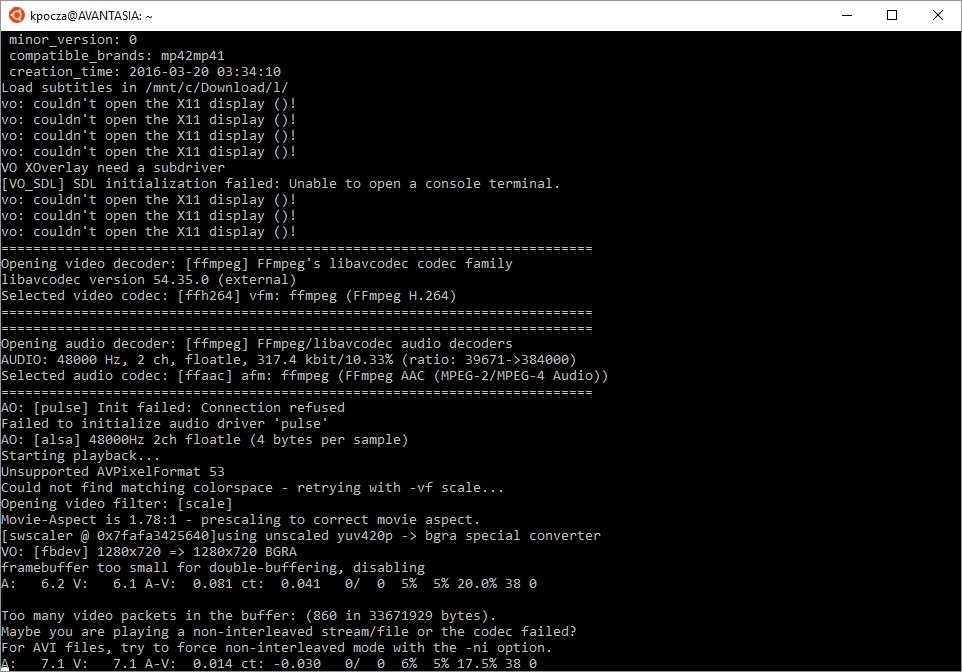 kpocza@AVANTASIA: ~
minor_version: 0
compatible_brands: mp42mp41
creation_time: 2016-03-20 03:34:10
Load subtitles in /mnt/c/Download/l/
vo: couldn't open the X11 display ()!
vo: couldn't open the X11 display ()!
vo: couldn't open the X11 display ()!
vo: couldn't open the X11 display ()!
VO XOverlay need a subdriver
[VO_SDL] SDL initialization failed: Unable to open a console terminal.
vo: couldn't open the X11 display ()!
vo: couldn't open the X11 display ()!
vo: couldn't open the X11 display ()!
==========================================================================
Opening video decoder: [ffmpeg] FFmpeg's libavcodec codec family
libavcodec version 54.35.0 (external)
Selected video codec: [ffh264] vfm: ffmpeg (FFmpeg H.264)
==========================================================================
==========================================================================
Opening audio decoder: [ffmpeg] FFmpeg/libavcodec audio decoders
AUDIO: 48000 Hz, 2 ch, floatle, 317.4 kbit/10.33% (ratio: 39671->384000)
Selected audio codec: [ffaac] afm: ffmpeg (FFmpeg AAC (MPEG-2/MPEG-4 Audio))
==========================================================================
AO: [pulse] Init failed: Connection refused
Failed to initialize audio driver 'pulse'
AO: [alsa] 48000Hz 2ch floatle (4 bytes per sample)
Starting playback...
Unsupported AVPixelFormat 53
Could not find matching colorspace - retrying with -vf scale...
Opening video filter: [scale]
Movie-Aspect is 1.78:1 - prescaling to correct movie aspect.
[swscaler @ 0x7fafa3425640]using unscaled yuv420p -> bgra special converter
VO: [fbdev] 1280x720 => 1280x720 BGRA
framebuffer too small for double-buffering, disabling
A:   6.2 V:   6.1 A-V:  0.081 ct:  0.041   0/  0  5%  5% 20.0% 38 0
Too many video packets in the buffer: (860 in 33671929 bytes).
Maybe you are playing a non-interleaved stream/file or the codec failed?
For AVI files, try to force non-interleaved mode with the -ni option.
A:   7.1 V:   7.1 A-V:  0.014 ct: -0.030   0/  0  6%  5% 17.5% 38 0